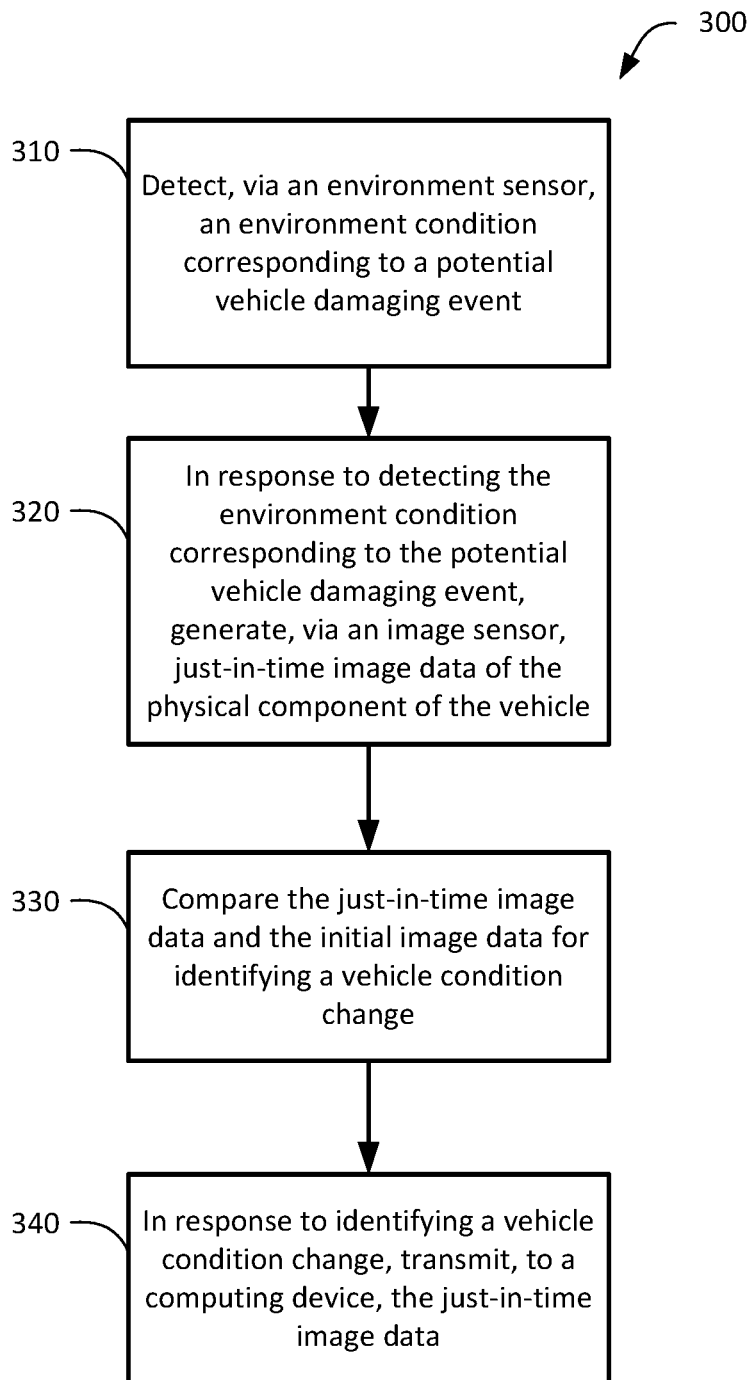 300
310
Detect, via an environment sensor,
an environment condition
corresponding to a potential
vehicle damaging event
320
In response to detecting the
environment condition
corresponding to the potential
vehicle damaging event,
generate, via an image sensor,
just-in-time image data of the
physical component of the vehicle
330
Compare the just-in-time image
data and the initial image data for
identifying a vehicle condition
change
340
In response to identifying a vehicle
condition change, transmit, to a
computing device, the just-in-time
image data